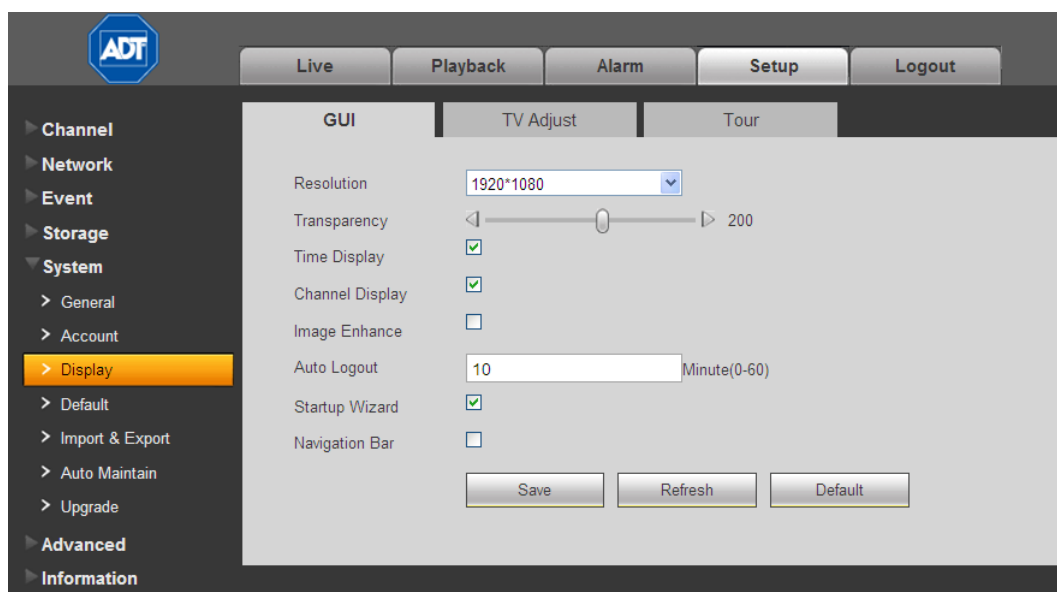 ADT
Live Playback Alarm Setup Logout
GUI TV Adjust Tour
Channel
Network
Event
Storage
System
General
Account
Display
Default
Import & Export
Auto Maintain
Upgrade
Advanced
Information
Resolution 1920*1080
Transparency 200
Time Display
Channel Display
Image Enhance
Auto Logout 10 Minute(0-60)
Startup Wizard
Navigation Bar
Save Refresh Default